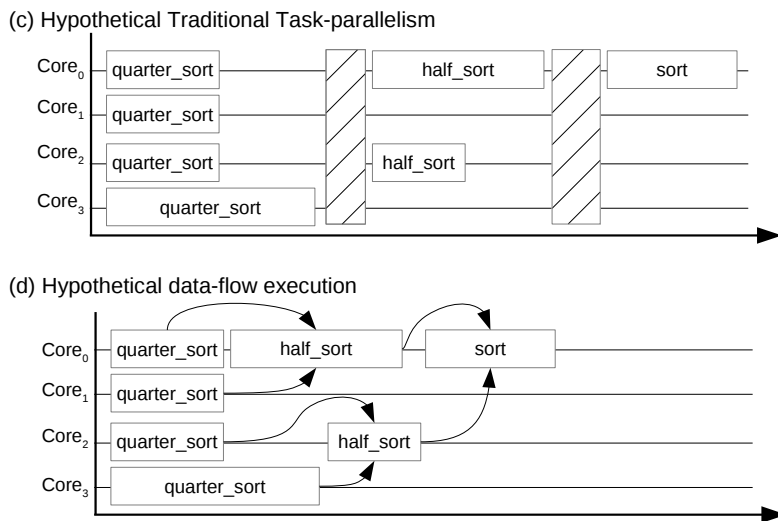 (c) Hypothetical Traditional Task-parallelism
Core0 quarter_sort half_sort sort
Core1 quarter_sort
Core2 quarter_sort half_sort
Core3 quarter_sort
(d) Hypothetical data-flow execution
Core0 quarter_sort half_sort sort
Core1 quarter_sort
Core2 quarter_sort half_sort
Core3 quarter_sort